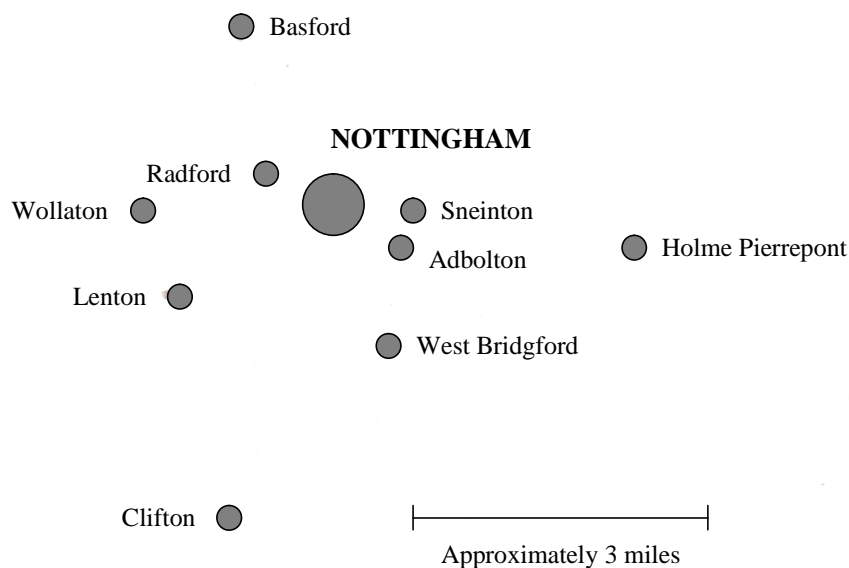 Basford
NOTTINGHAM
Radford
Wollaton
Sneinton
Adbolton
Holme Pierrepont
Lenton
West Bridgford
Clifton
Approximately 3 miles